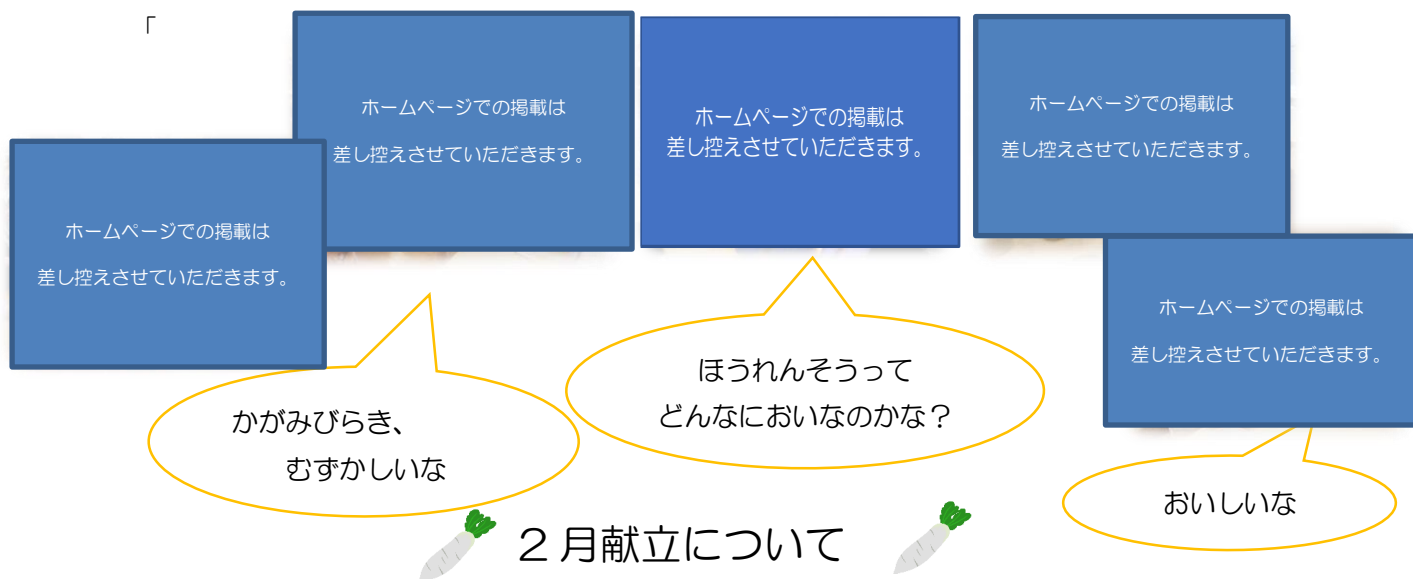 「
ホームページでの掲載は
差し控えさせていただきます。
ホームページでの掲載は
差し控えさせていただきます。
ホームページでの掲載は
差し控えさせていただきます。
ホームページでの掲載は
差し控えさせていただきます。
ホームページでの掲載は
差し控えさせていただきます。
かがみびらき、
むずかしいな
ほうれんそうって
どんなにおいなのかな？
おいしいな
２月献立について